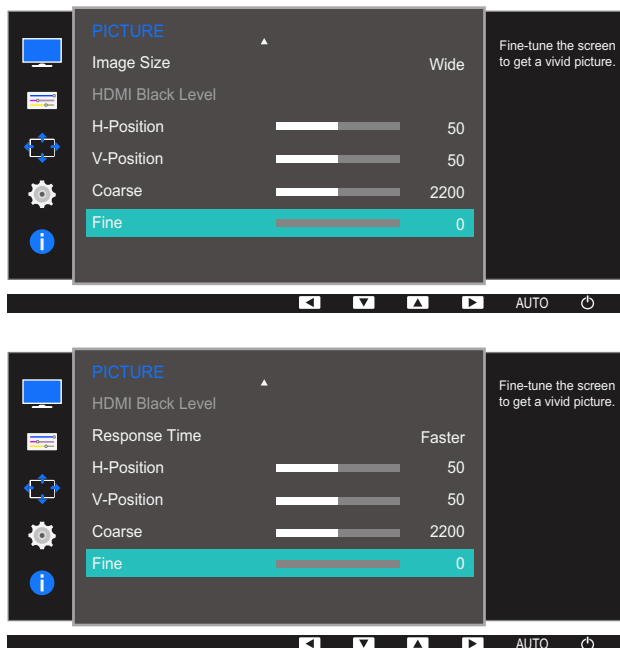 PICTURE
Image Size Wide
HDMI Black Level
H-Position 50
V-Position 50
Coarse 2200
Fine 0
Fine-tune the screen
to get a vivid picture.
AUTO
PICTURE
HDMI Black Level
Response Time Faster
H-Position 50
V-Position 50
Coarse 2200
Fine 0
Fine-tune the screen
to get a vivid picture.
AUTO